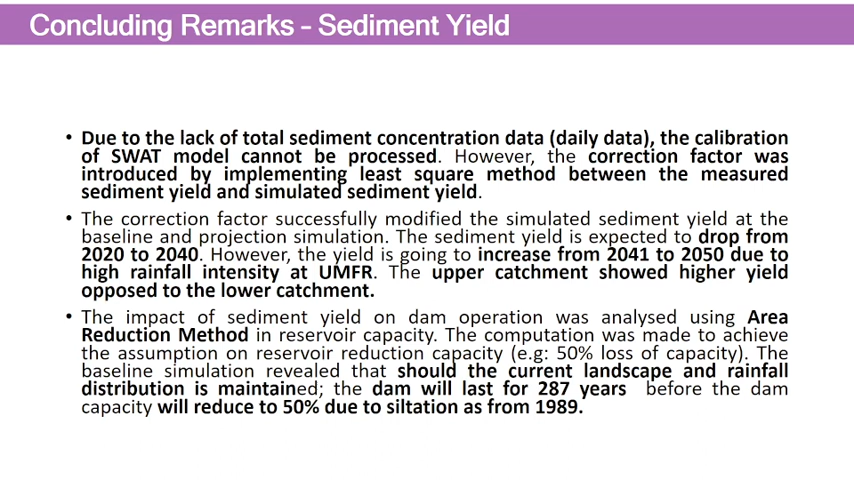 Concluding Remarks – Sediment Yield
• Due to the lack of total sediment concentration data (daily data), the calibration
of SWAT model cannot be processed. However, the correction factor was
introduced by implementing least square method between the measured
sediment yield and simulated sediment yield.
• The correction factor successfully modified the simulated sediment yield at the
baseline and projection simulation. The sediment yield is expected to drop from
2020 to 2040. However, the yield is going to increase from 2041 to 2050 due to
high rainfall intensity at UMFR. The upper catchment showed higher yield
opposed to the lower catchment.
• The impact of sediment yield on dam operation was analysed using Area
Reduction Method in reservoir capacity. The computation was made to achieve
the assumption on reservoir reduction capacity (e.g: 50% loss of capacity). The
baseline simulation revealed that should the current landscape and rainfall
distribution is maintained; the dam will last for 287 years before the dam
capacity will reduce to 50% due to siltation as from 1989.